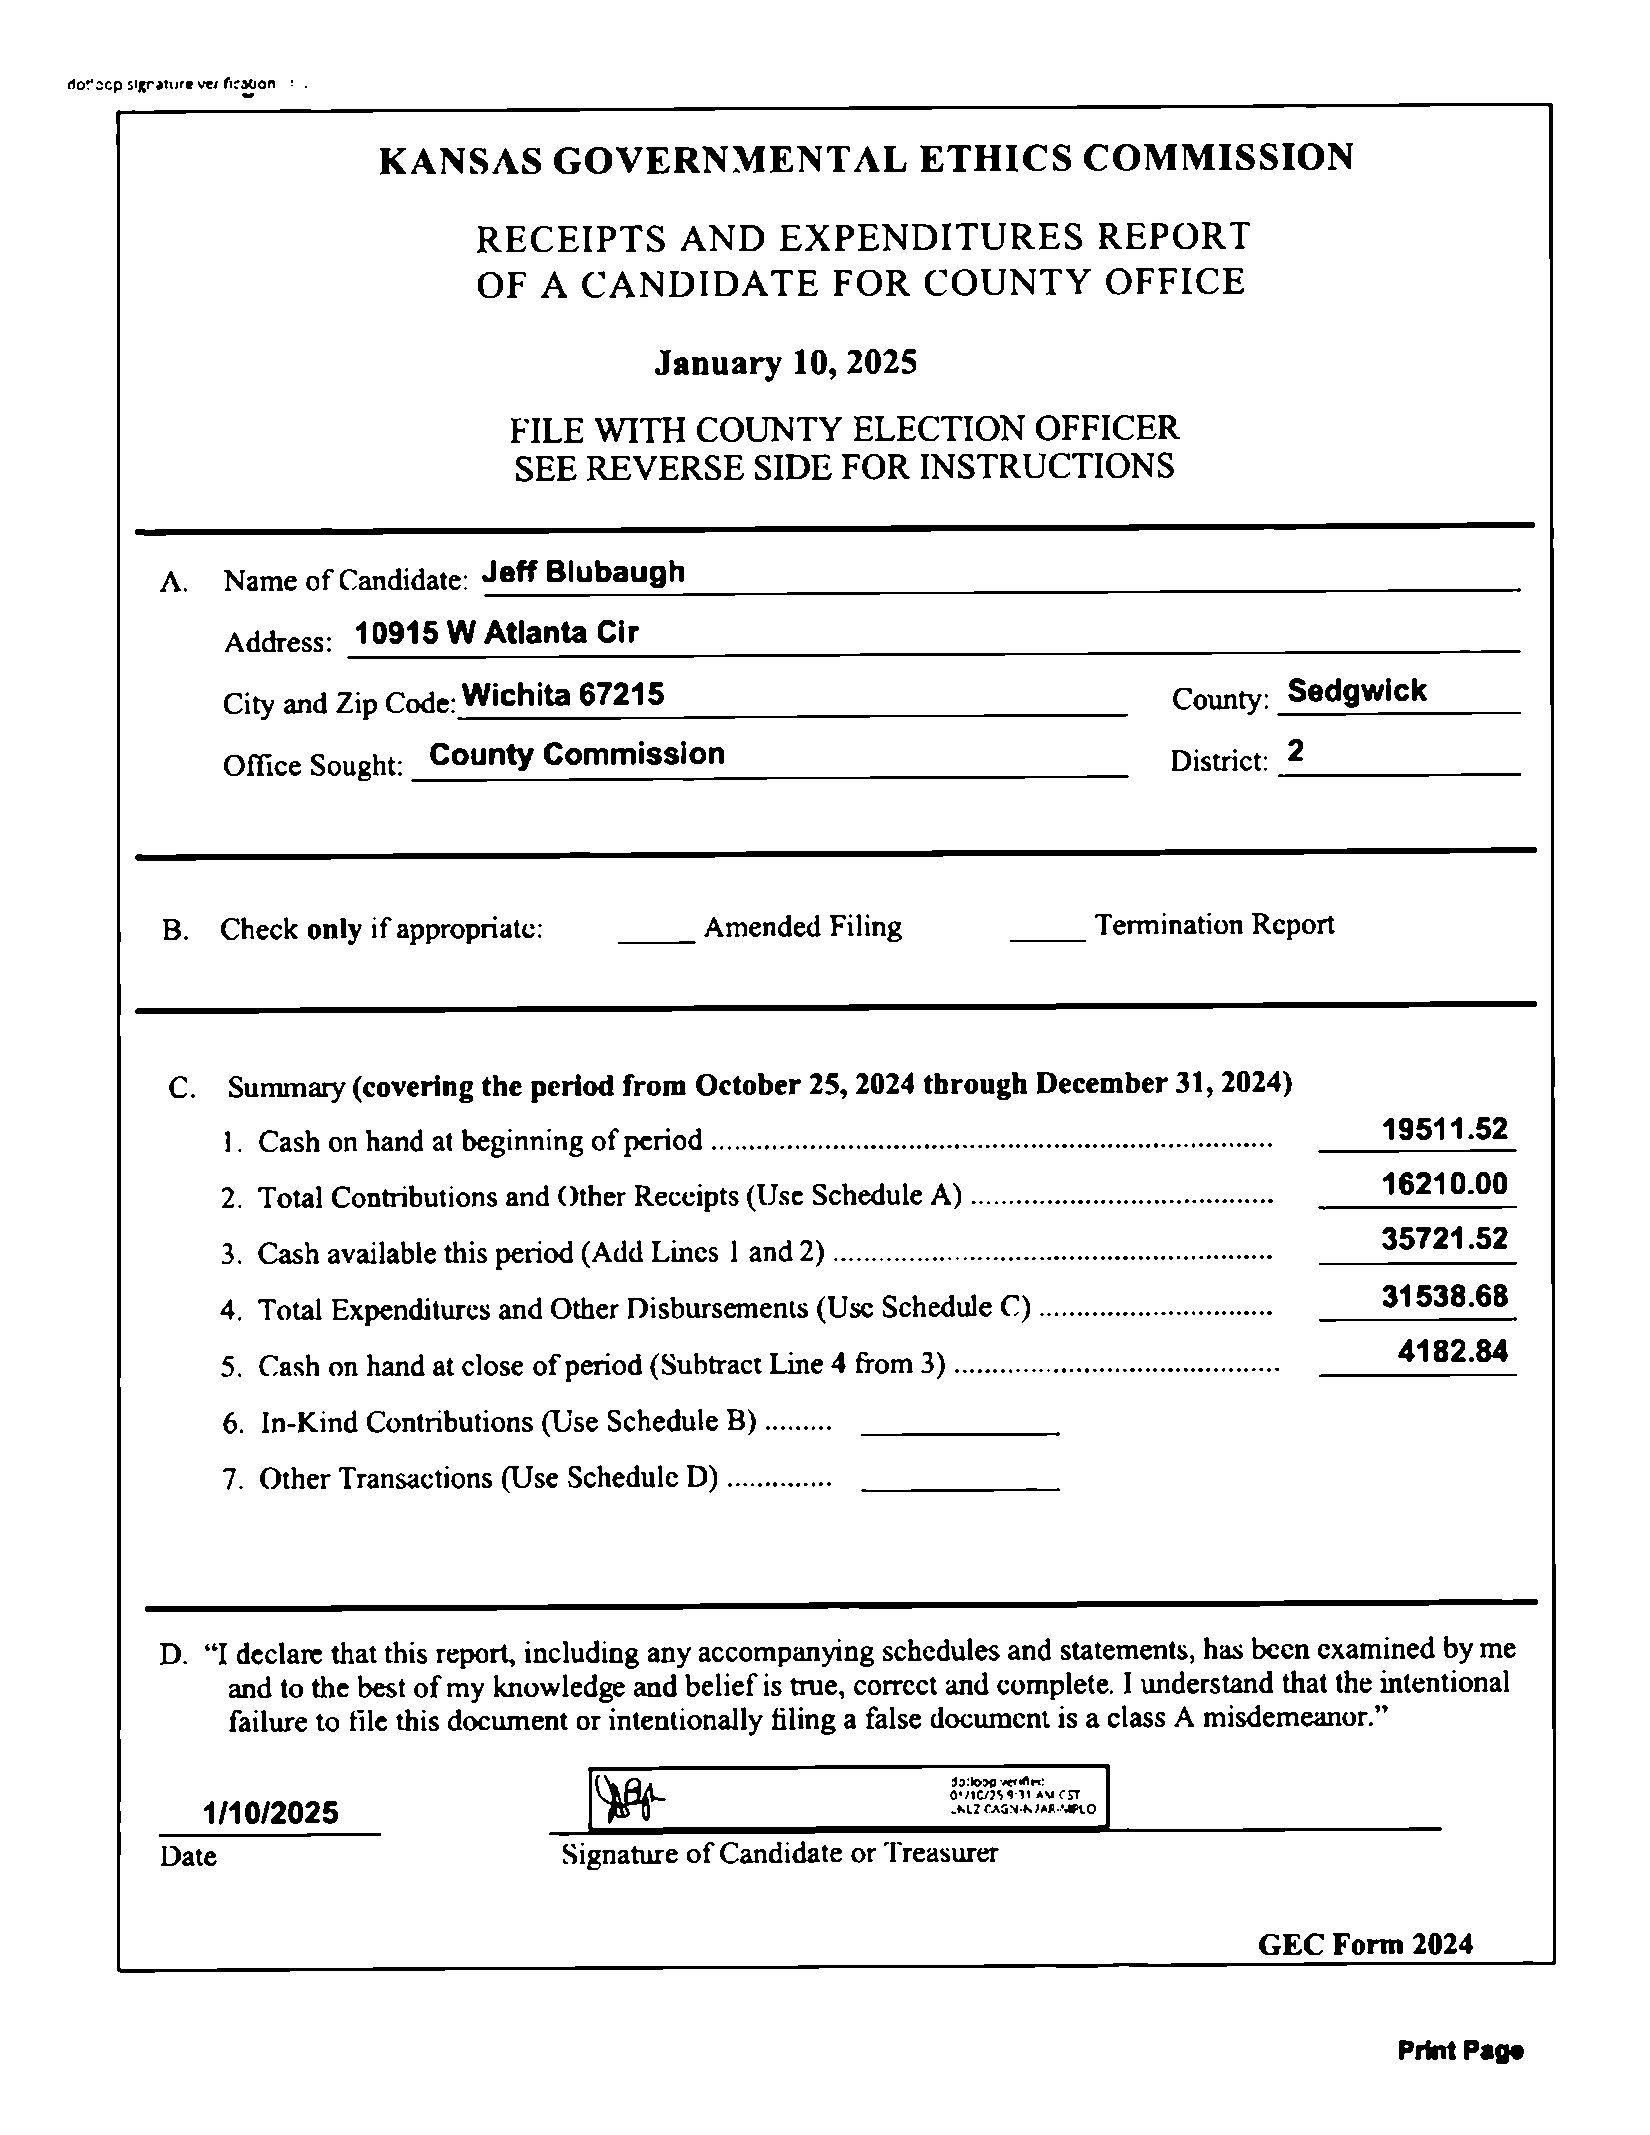 dotloop signature verification
KANSAS GOVERNMENTAL ETHICS COMMISSION
RECEIPTS AND EXPENDITURES REPORT
OF A CANDIDATE FOR COUNTY OFFICE
January 10, 2025
FILE WITH COUNTY ELECTION OFFICER
SEE REVERSE SIDE FOR INSTRUCTIONS
A. Name of Candidate: Jeff Blubaugh
Address: 10915 W Atlanta Cir
City and Zip Code: Wichita 67215 County: Sedgwick
Office Sought: County Commission District: 2
B. Check only if appropriate: _____ Amended Filing _____ Termination Report
C. Summary (covering the period from October 25, 2024 through December 31, 2024)
1. Cash on hand at beginning of period ........ 19511.52
2. Total Contributions and Other Receipts (Use Schedule A) ........ 16210.00
3. Cash available this period (Add Lines 1 and 2) ........ 35721.52
4. Total Expenditures and Other Disbursements (Use Schedule C) ........ 31538.68
5. Cash on hand at close of period (Subtract Line 4 from 3) ........ 4182.84
6. In-Kind Contributions (Use Schedule B) ......... 
7. Other Transactions (Use Schedule D) ..............
D. “I declare that this report, including any accompanying schedules and statements, has been examined by me
and to the best of my knowledge and belief is true, correct and complete. I understand that the intentional
failure to file this document or intentionally filing a false document is a class A misdemeanor.”
dotloop verified
01/10/25 9:31 AM CST
1/10/2025
Date Signature of Candidate or Treasurer
GEC Form 2024
Print Page